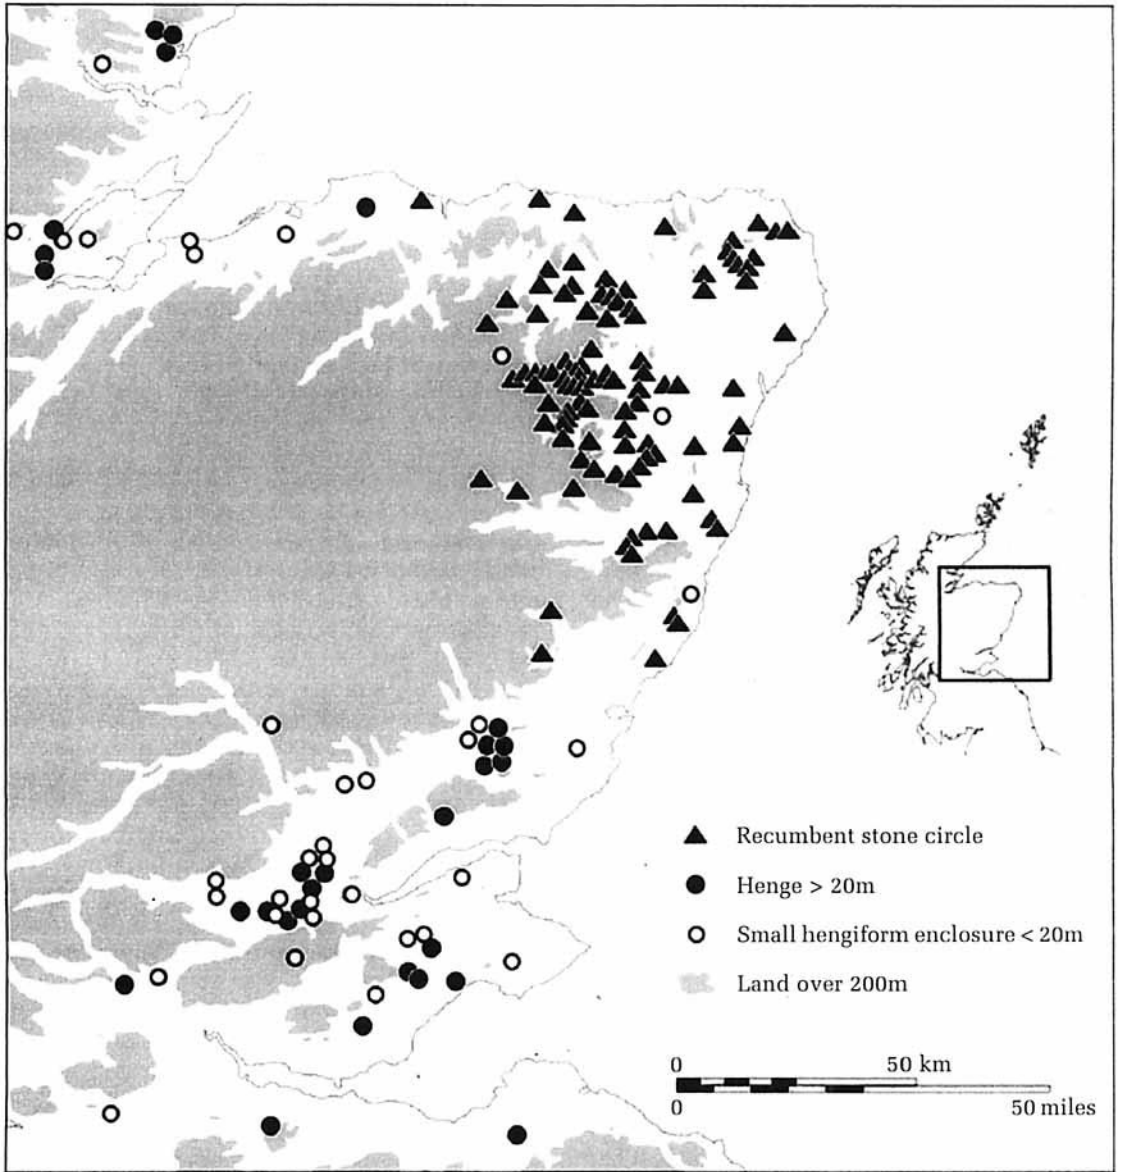 Recumbent stone circle
Henge > 20m
Small hengiform enclosure < 20m
Land over 200m
0 50 km
0 50 miles